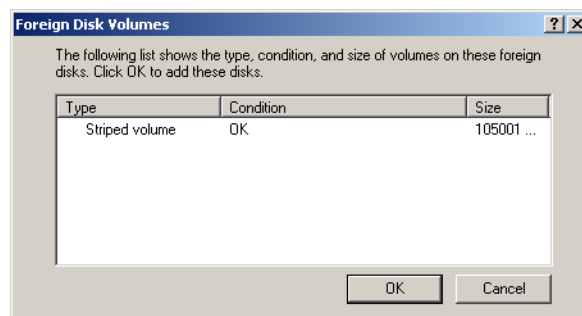 Foreign Disk Volumes
The following list shows the type, condition, and size of volumes on these foreign
disks. Click OK to add these disks.
Type Condition Size
Striped volume OK 105001 ...
OK Cancel